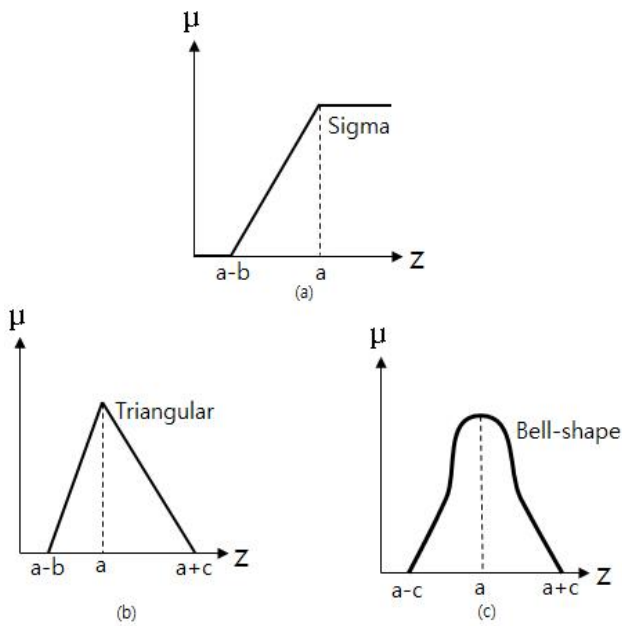 μ
Sigma
a-b
a
Z
(a)
μ
Triangular
a-b
a
a+c
Z
(b)
μ
Bell-shape
a-c
a
a+c
Z
(c)